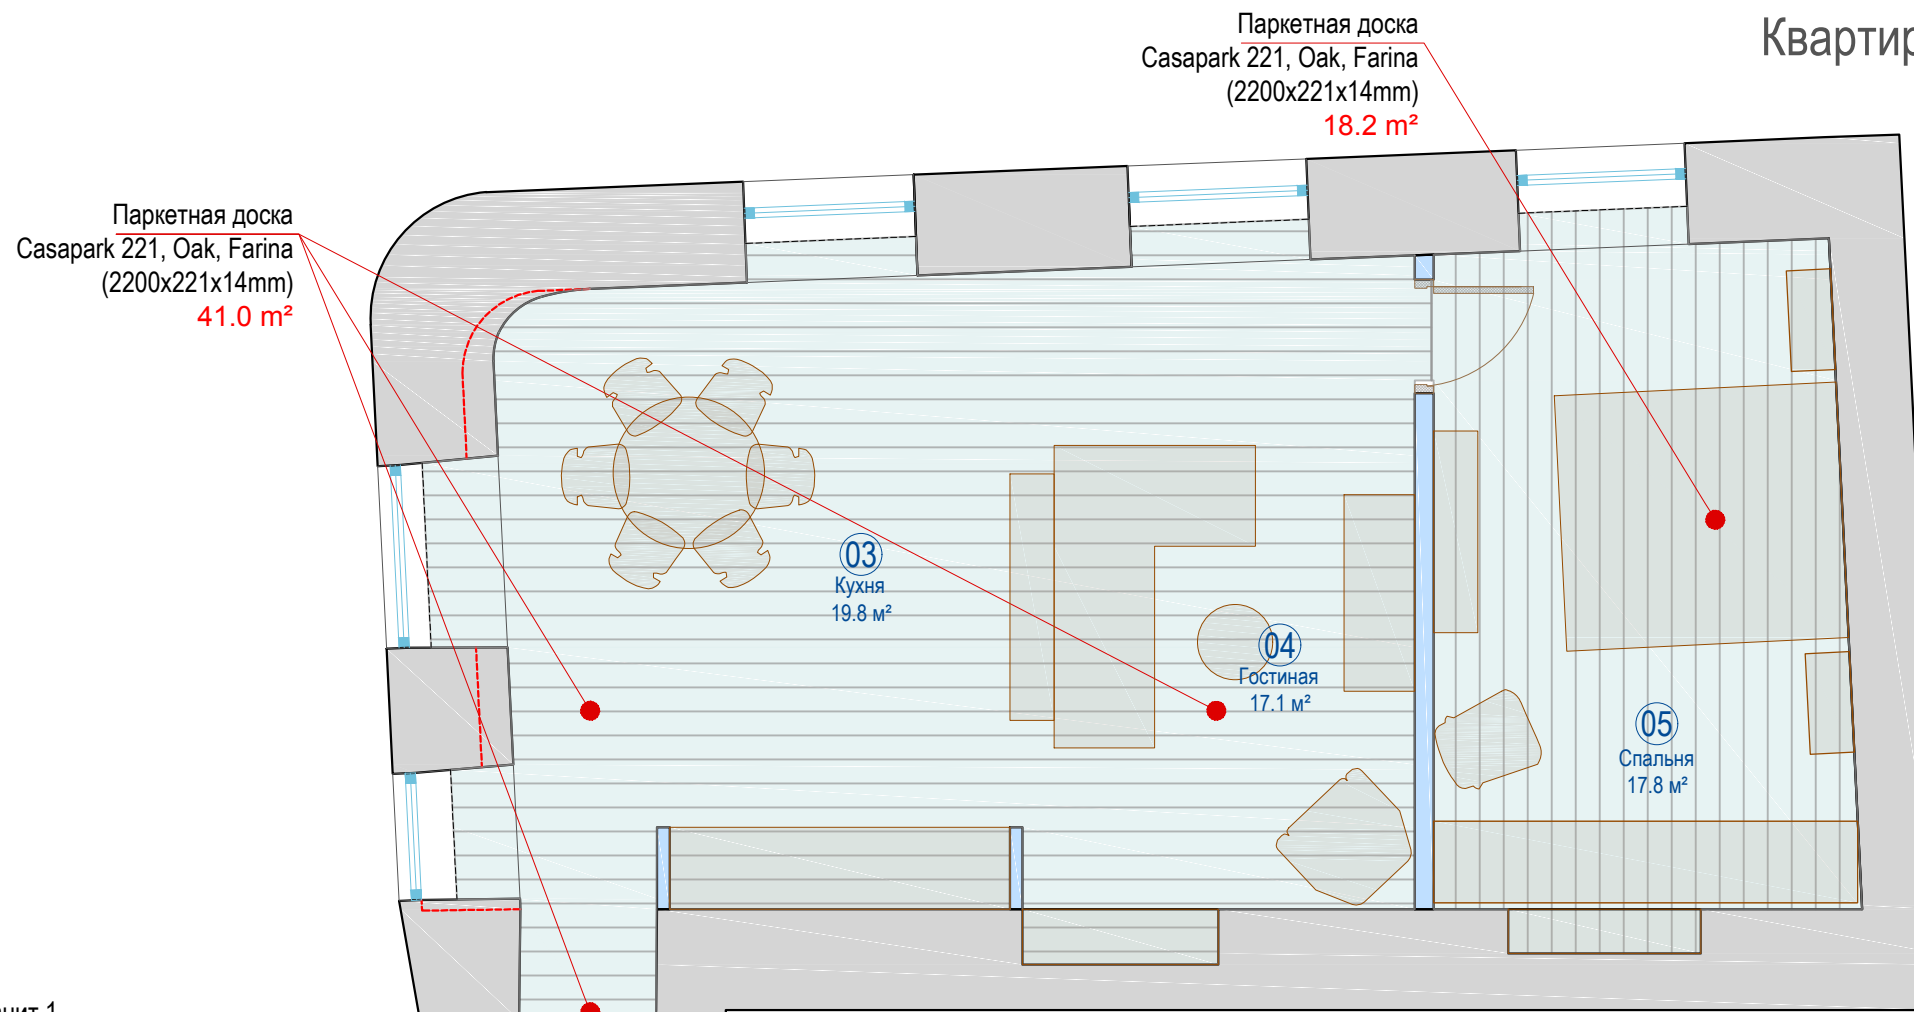 Паркетная доска
Casapark 221, Oak, Farina
(2200x221x14mm)
18.2 m²
Паркетная доска
Casapark 221, Oak, Farina
(2200x221x14mm)
41.0 m²
03
Кухня
19.8 м²
04
Гостиная
17.1 м²
05
Спальня
17.8 м²